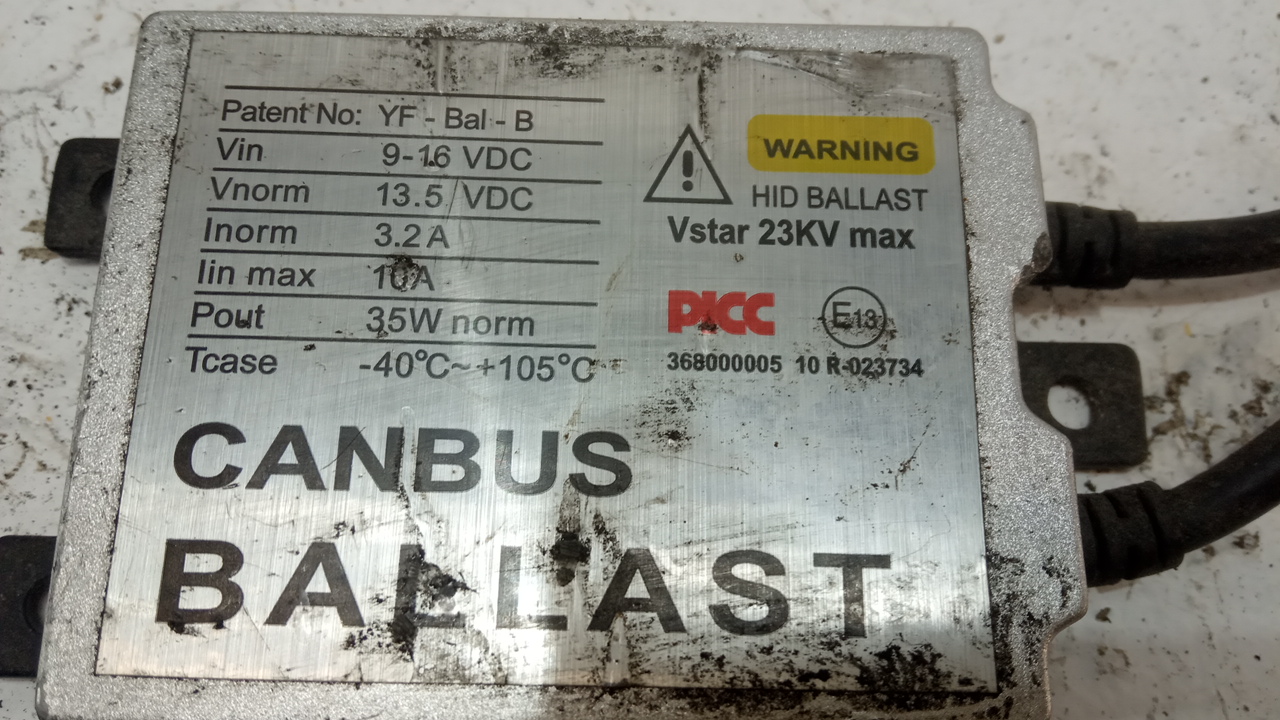 Patent No: YF - Bal - B
Vin 9-16 VDC
Vnorm 13.5 VDC
Inorm 3.2 A
Iin max 10A
Pout 35W norm
Tcase -40°C~+105°C
WARNING
HID BALLAST
Vstar 23KV max
PICC E13
368000005 10 R-023734
CANBUS
BALLAST